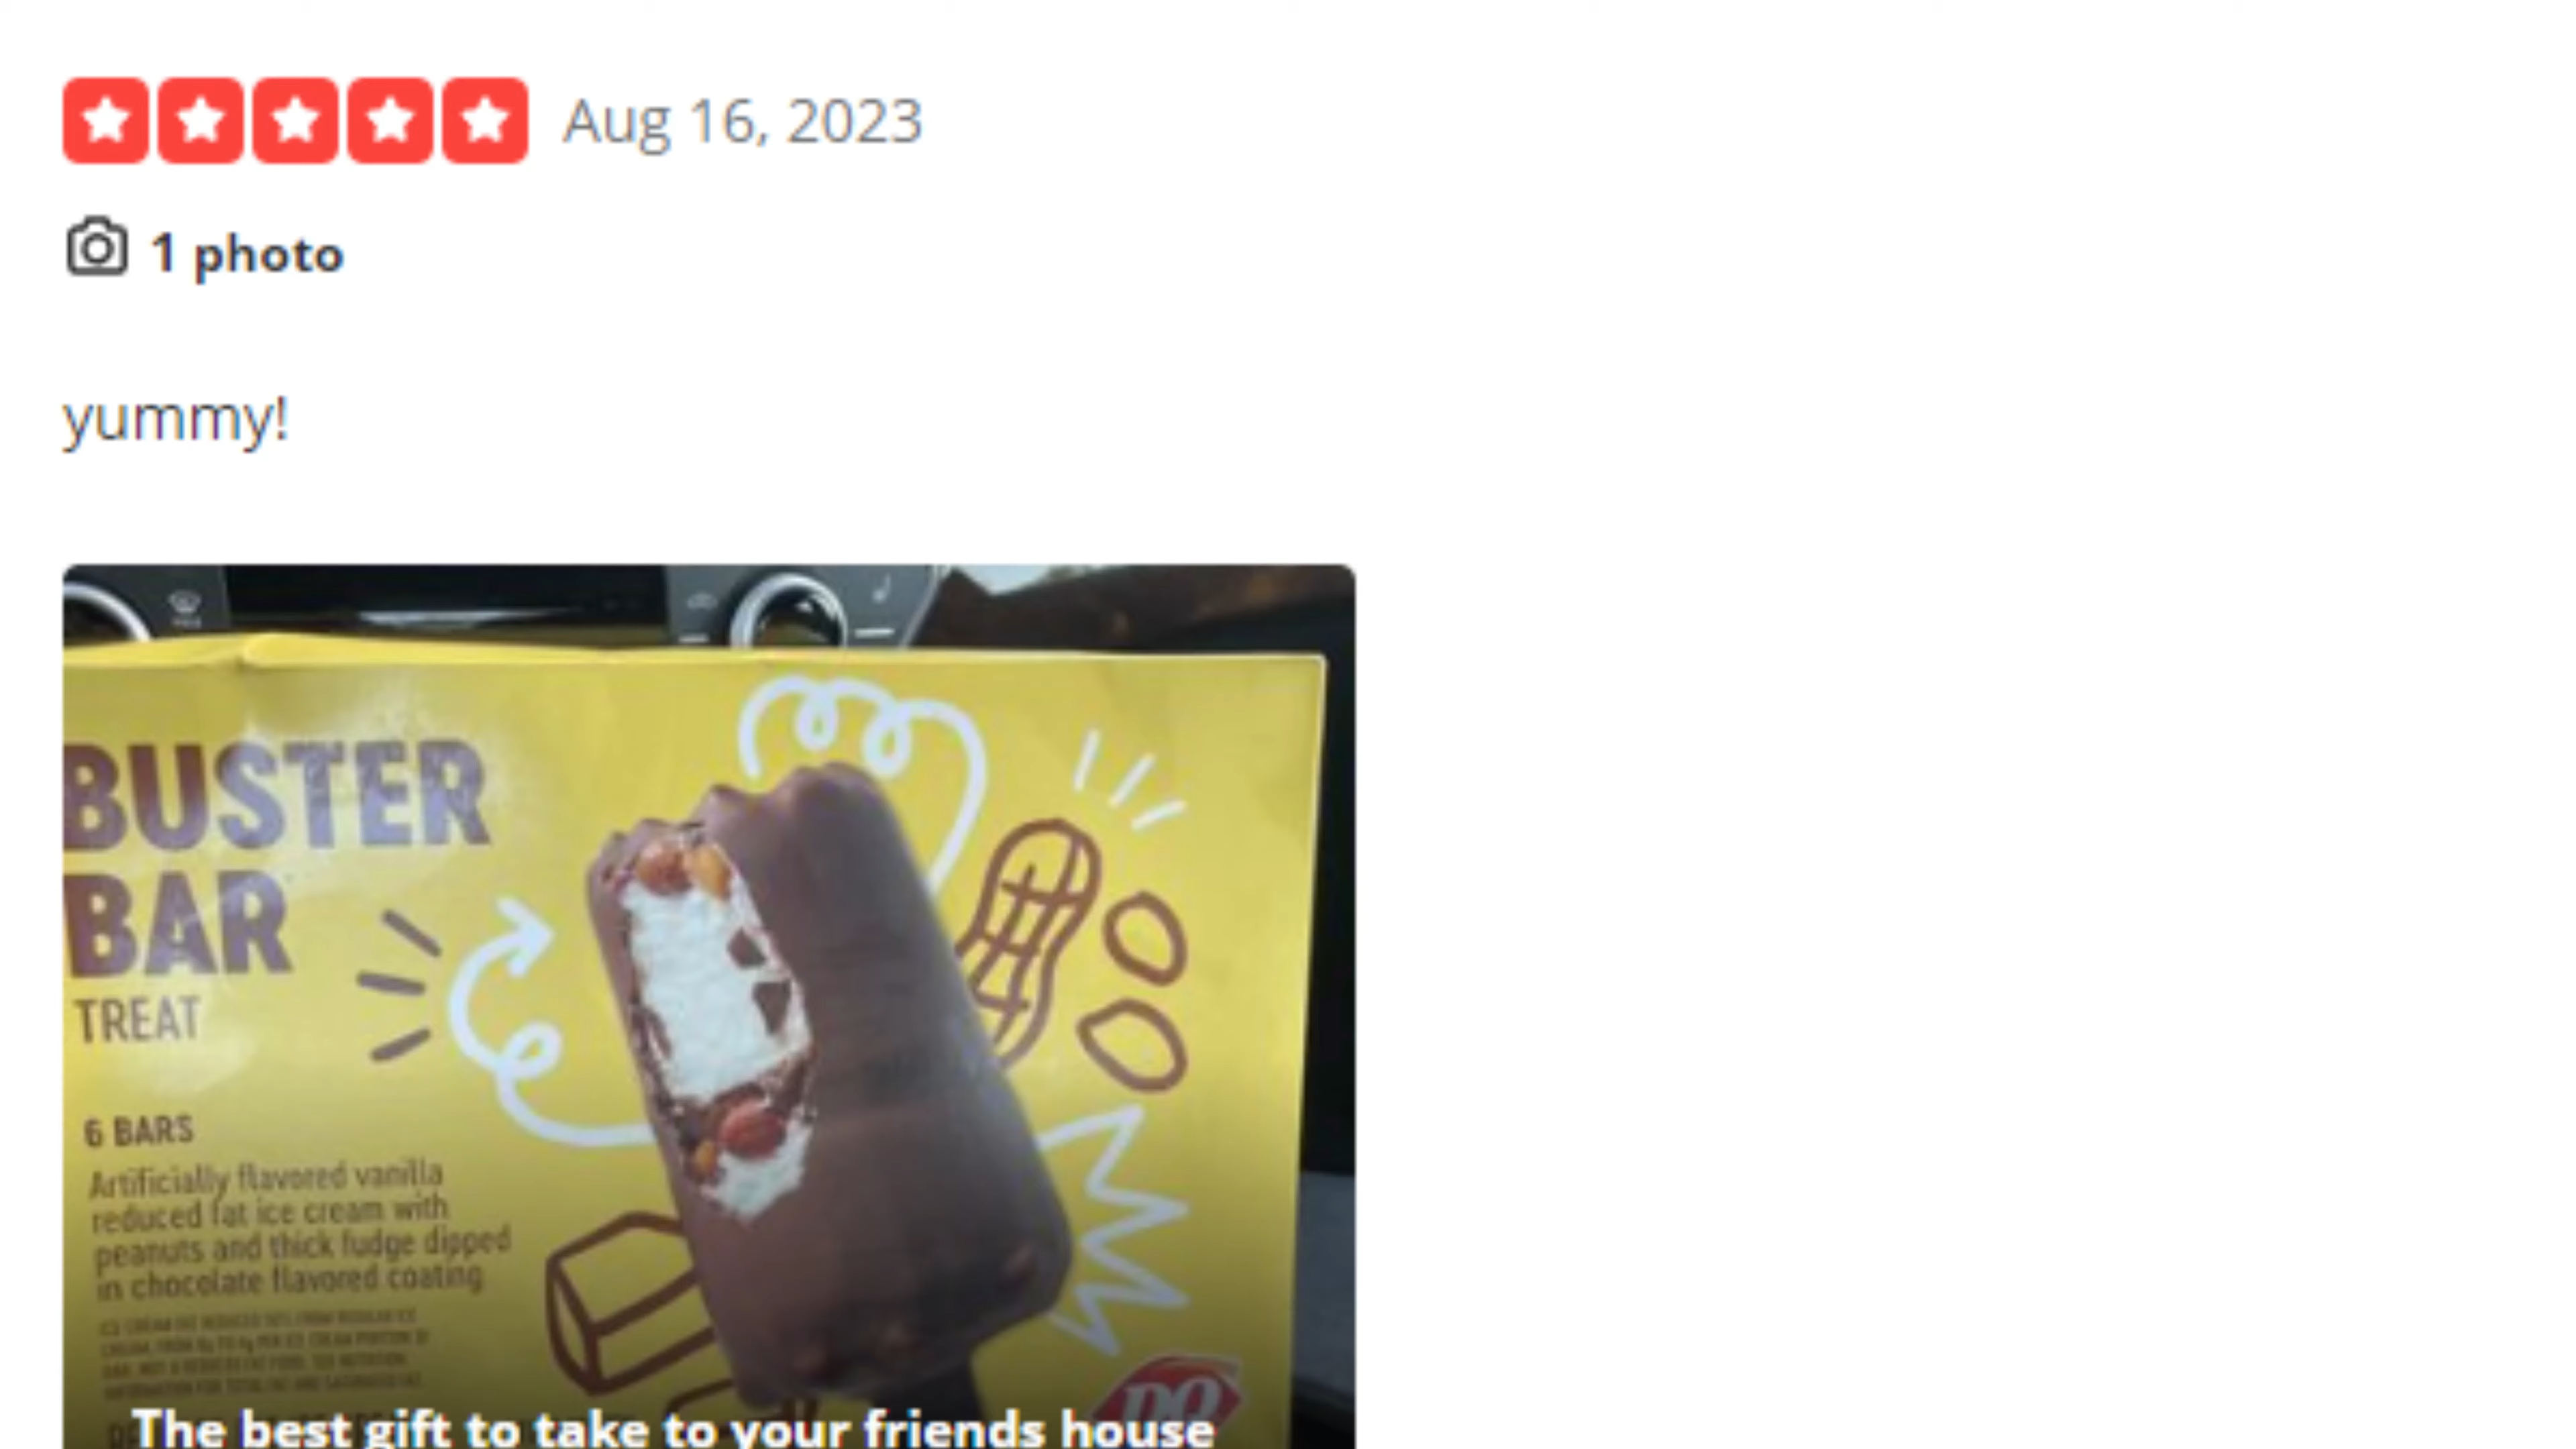 Aug 16, 2023
1 photo
yummy!
BUSTER
BAR
TREAT
6 BARS
Artificially flavored vanilla
reduced fat ice cream with
peanuts and thick fudge dipped
in chocolate flavored coating
DQ
The best gift to take to your friends house